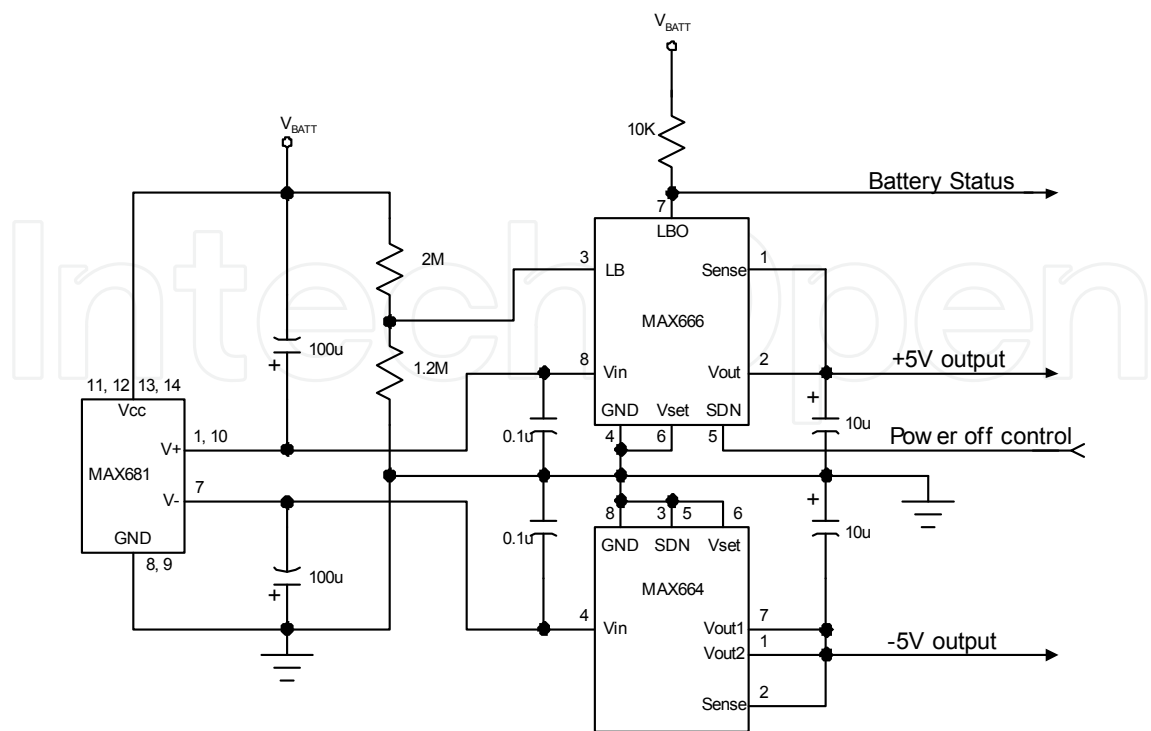 V_BATT
10K
V_BATT
Battery Status
7
LBO
3
LB
1
Sense
2M
MAX666
100u
+
1.2M
8
Vin
2
Vout
+5V output
11, 12
13, 14
Vcc
1, 10
V+
MAX681
7
V-
GND
8, 9
0.1u
GND
Vset
SDN
4
6
5
+
10u
Power off control
0.1u
8
3
5
6
GND
SDN
Vset
+
10u
100u
+
MAX664
4
Vin
7
Vout1
1
Vout2
-5V output
2
Sense
IntechOpen